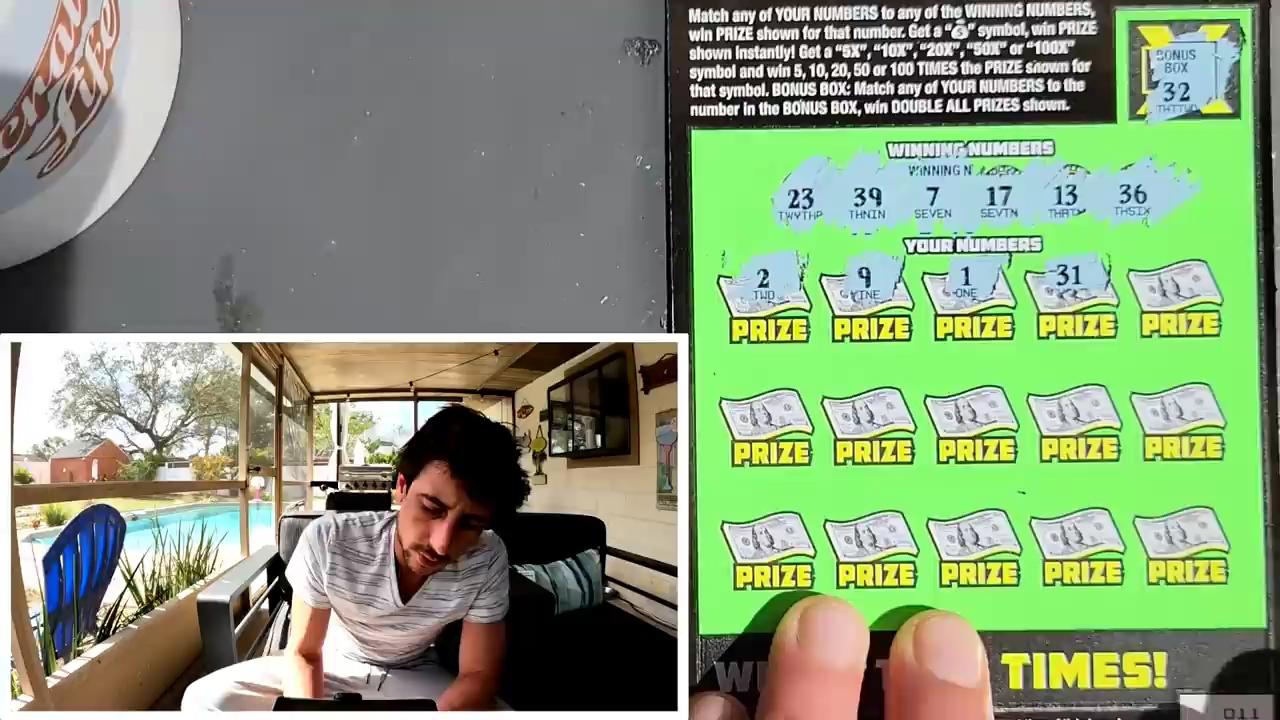 Match any of YOUR NUMBERS to any of the WINNING NUMBERS,
win PRIZE shown for that number. Get a "💰" symbol, win PRIZE
shown instantly! Get a "5X", "10X", "20X", "50X" or "100X"
symbol and win 5, 10, 20, 50 or 100 TIMES the PRIZE shown for
that symbol. BONUS BOX: Match any of YOUR NUMBERS to the
number in the BONUS BOX, win DOUBLE ALL PRIZES shown.
BONUS
BOX
32
WINNING NUMBERS
WINNING N
23 39 7 17 13 36
THNIN SEVEN SEVTN THSIX
YOUR NUMBERS
2 9 1 31
TWO ONE
PRIZE PRIZE PRIZE PRIZE PRIZE
PRIZE PRIZE PRIZE PRIZE PRIZE
PRIZE PRIZE PRIZE PRIZE PRIZE
TIMES!